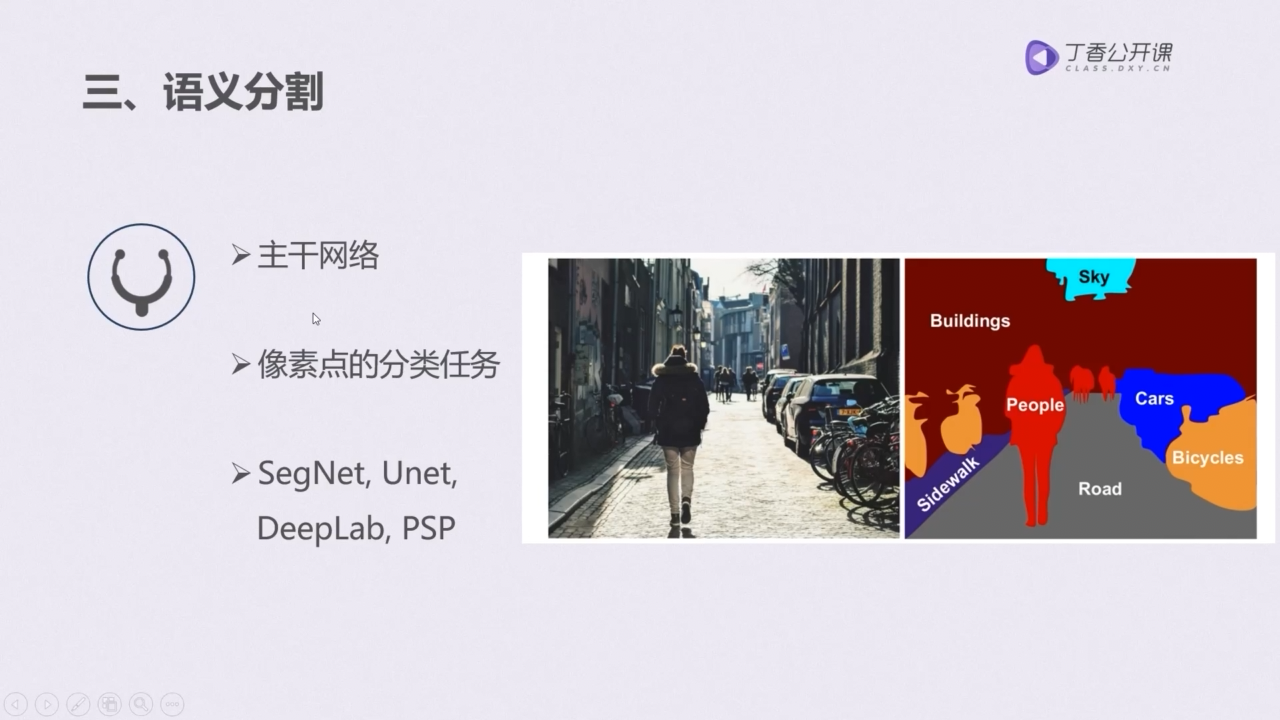 丁香公开课
CLASS.DXY.CN
三、语义分割
主干网络
像素点的分类任务
SegNet, Unet,
DeepLab, PSP
Sky
Buildings
People
Cars
Bicycles
Sidewalk
Road